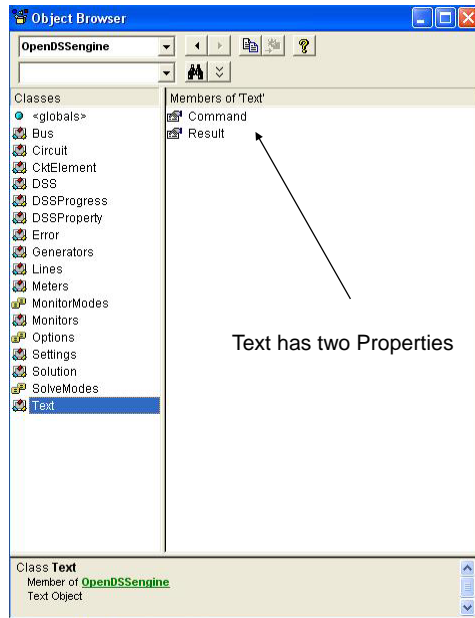 Object Browser
OpenDSSengine
Classes
<globals>
Bus
Circuit
CktElement
DSS
DSSProgress
DSSProperty
Error
Generators
Lines
Meters
MonitorModes
Monitors
Options
Settings
Solution
SolveModes
Text
Members of 'Text'
Command
Result
Text has two Properties
Class Text
Member of OpenDSSengine
Text Object